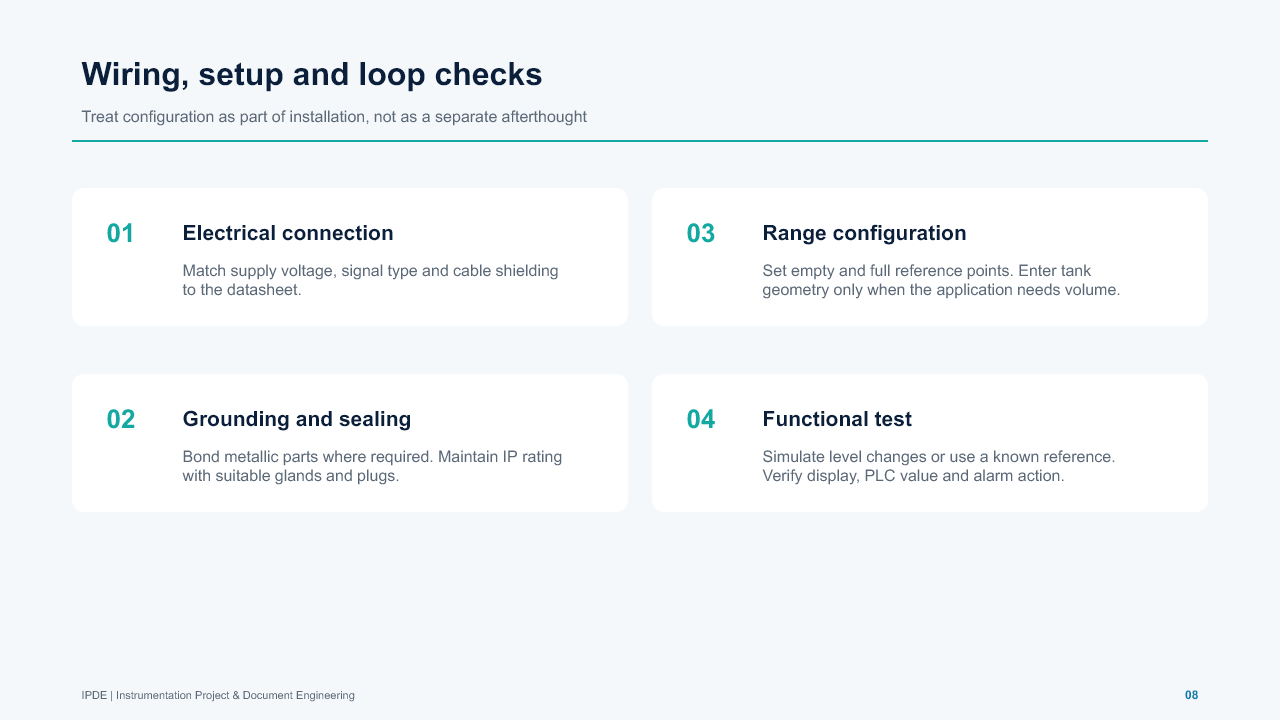 Wiring, setup and loop checks
Treat configuration as part of installation, not as a separate afterthought
01
Electrical connection
Match supply voltage, signal type and cable shielding
to the datasheet.
02
Grounding and sealing
Bond metallic parts where required. Maintain IP rating
with suitable glands and plugs.
03
Range configuration
Set empty and full reference points. Enter tank
geometry only when the application needs volume.
04
Functional test
Simulate level changes or use a known reference.
Verify display, PLC value and alarm action.
IPDE | Instrumentation Project & Document Engineering
08